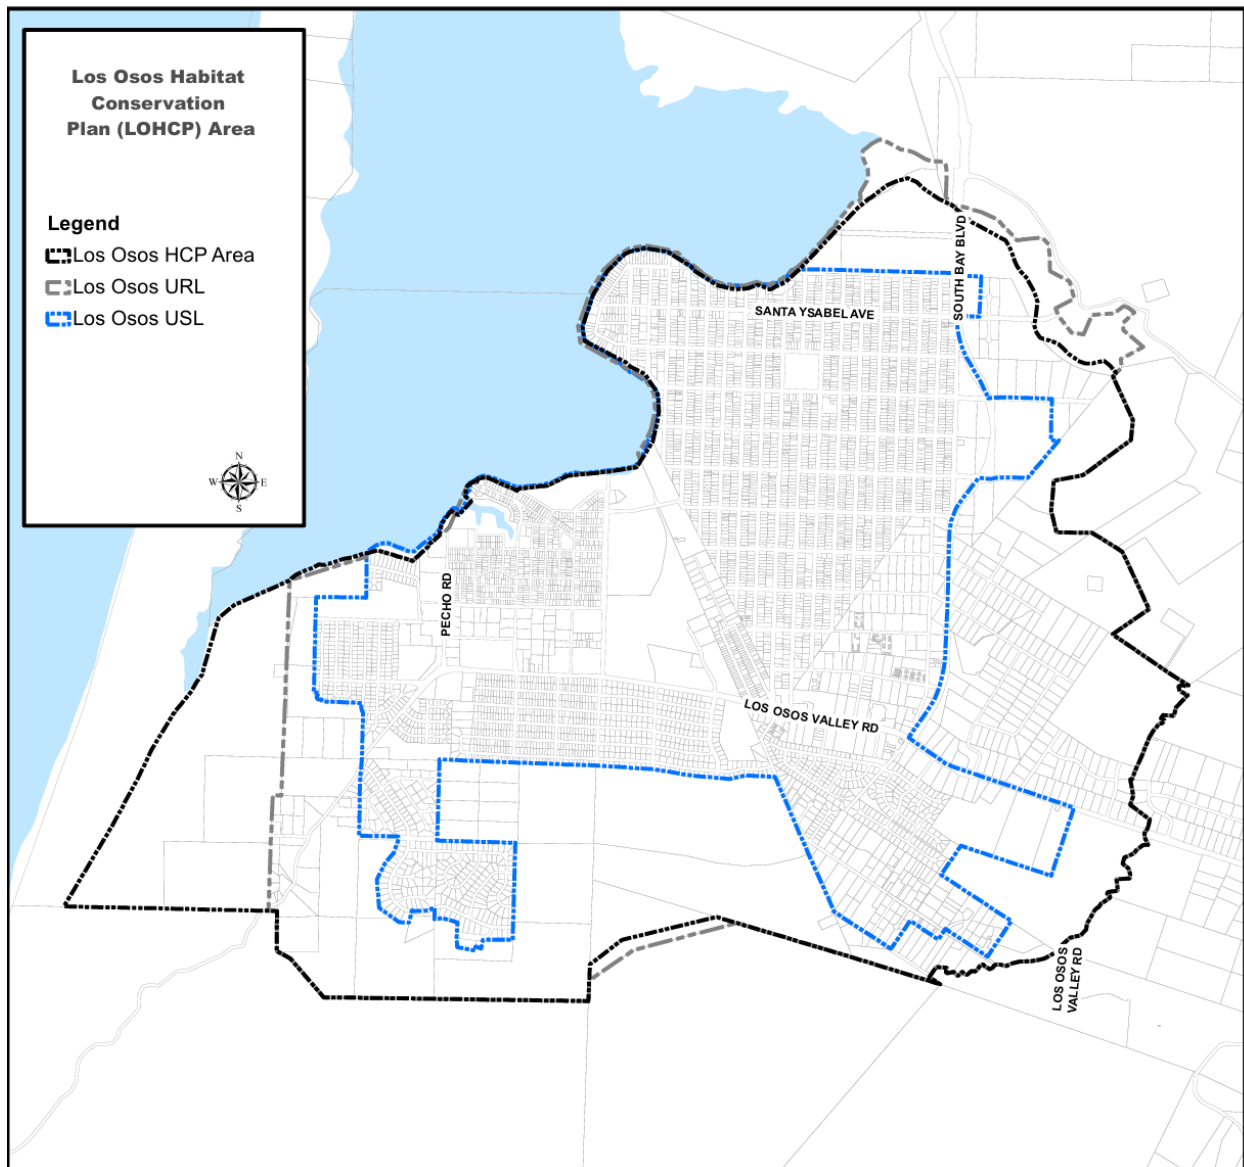 Los Osos Habitat
Conservation
Plan (LOHCP) Area
Legend
Los Osos HCP Area
Los Osos URL
Los Osos USL
N
W
E
S
SOUTH BAY BLVD
SANTA YSABEL AVE
PECHO RD
LOS OSOS VALLEY RD
LOS OSOS
VALLEY RD